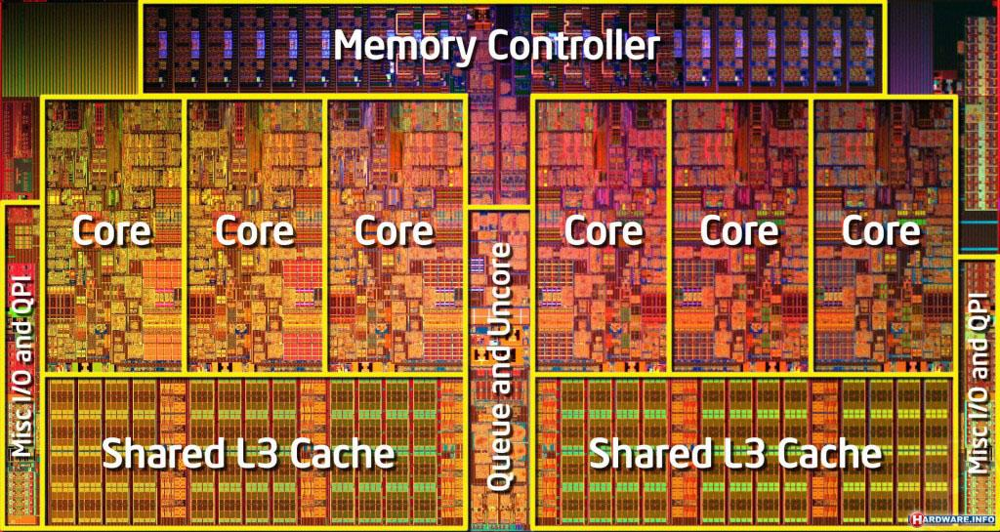 Memory Controller
Core
Core
Core
Core
Core
Core
Misc I/O and QPI
Queue and Uncore
Misc I/O and QPI
Shared L3 Cache
Shared L3 Cache
HARDWARE.INFO